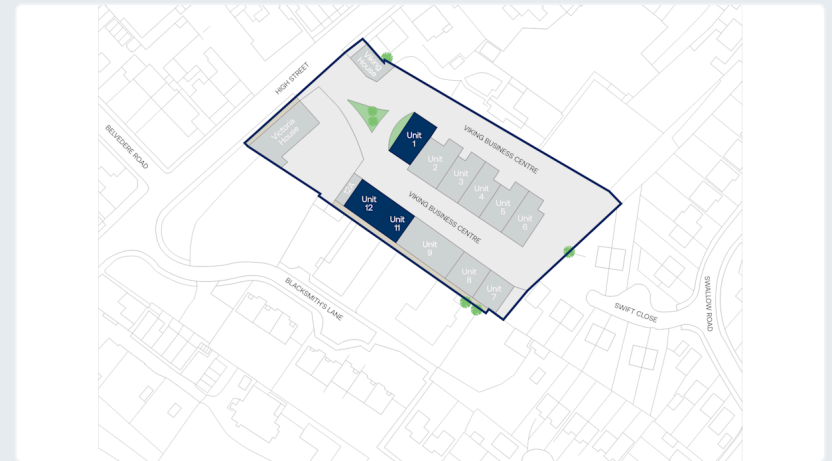 Viking
House
HIGH STREET
Victoria
House
BELVEDERE ROAD
Unit
1
VIKING BUSINESS CENTRE
Unit
2
Unit
3
Unit
4
Unit
5
Unit
6
Unit
12
Unit
11
VIKING BUSINESS CENTRE
Unit
9
Unit
8
Unit
7
BLACKSMITH'S LANE
SWIFT CLOSE
SWALLOW ROAD